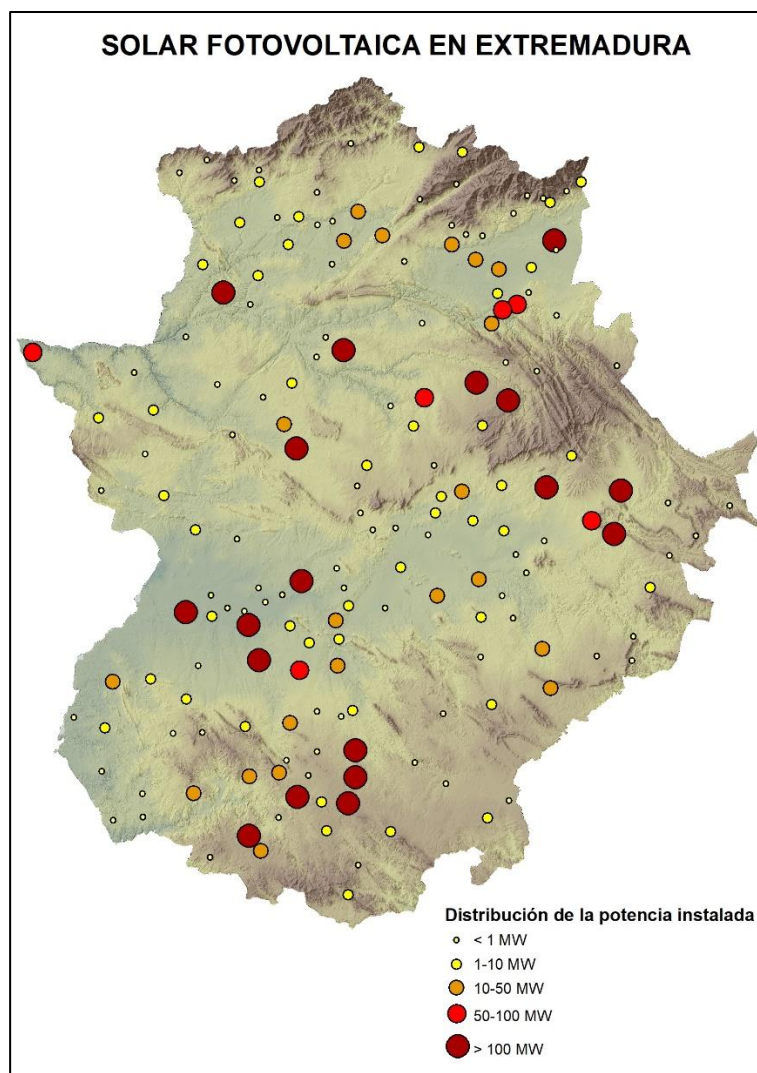 SOLAR FOTOVOLTAICA EN EXTREMADURA
Distribución de la potencia instalada
< 1 MW
1-10 MW
10-50 MW
50-100 MW
> 100 MW